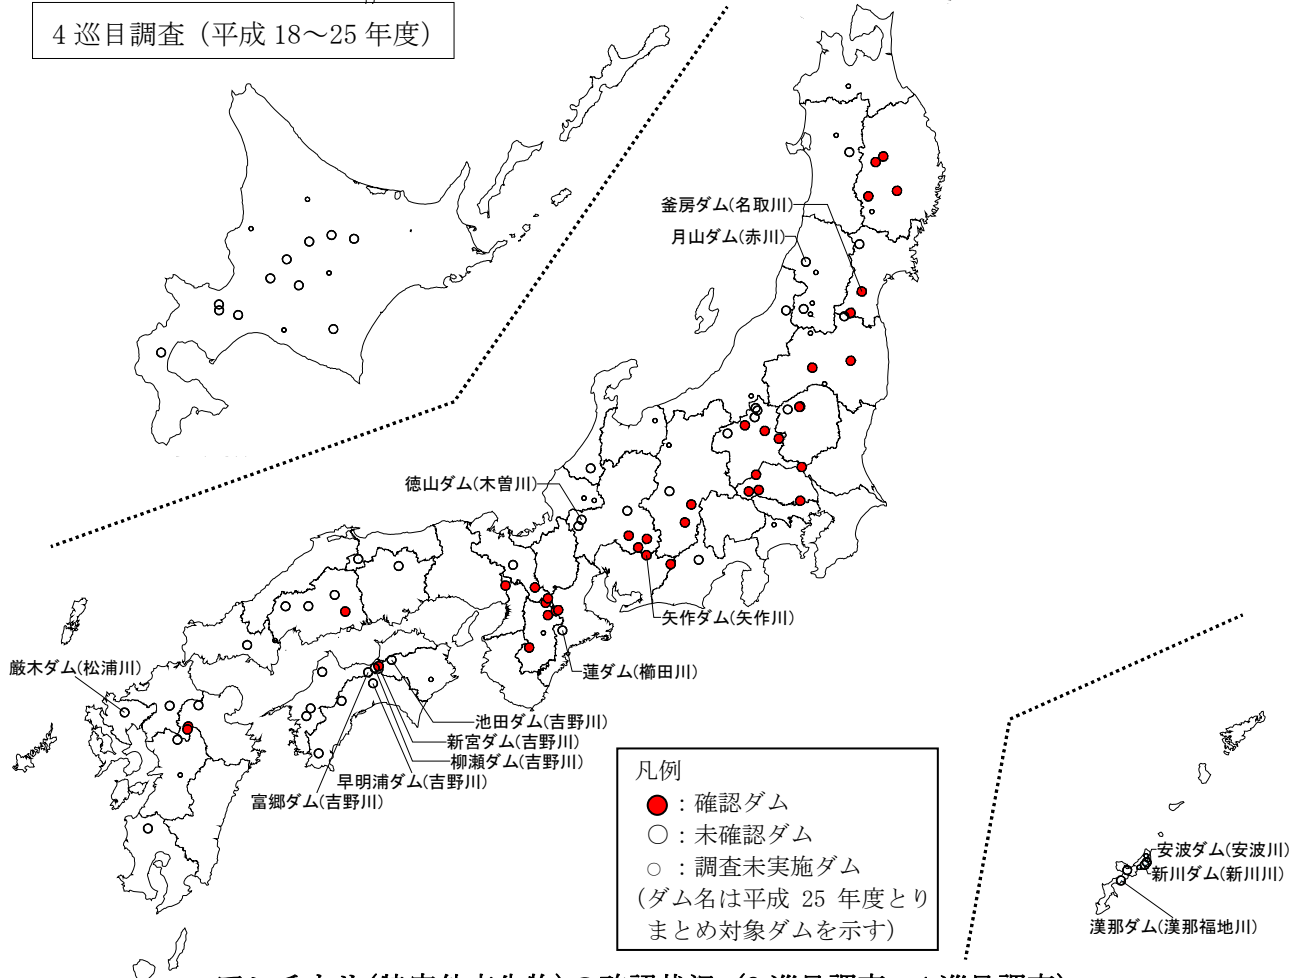 4巡目調査（平成18～25年度）
釜房ダム(名取川)
月山ダム(赤川)
徳山ダム(木曽川)
矢作ダム(矢作川)
蓮ダム(櫛田川)
厳木ダム(松浦川)
池田ダム(吉野川)
新宮ダム(吉野川)
柳瀬ダム(吉野川)
早明浦ダム(吉野川)
富郷ダム(吉野川)
凡例
：確認ダム
：未確認ダム
：調査未実施ダム
(ダム名は平成 25 年度とり
まとめ対象ダムを示す)
安波ダム(安波川)
新川ダム(新川川)
漢那ダム(漢那福地川)